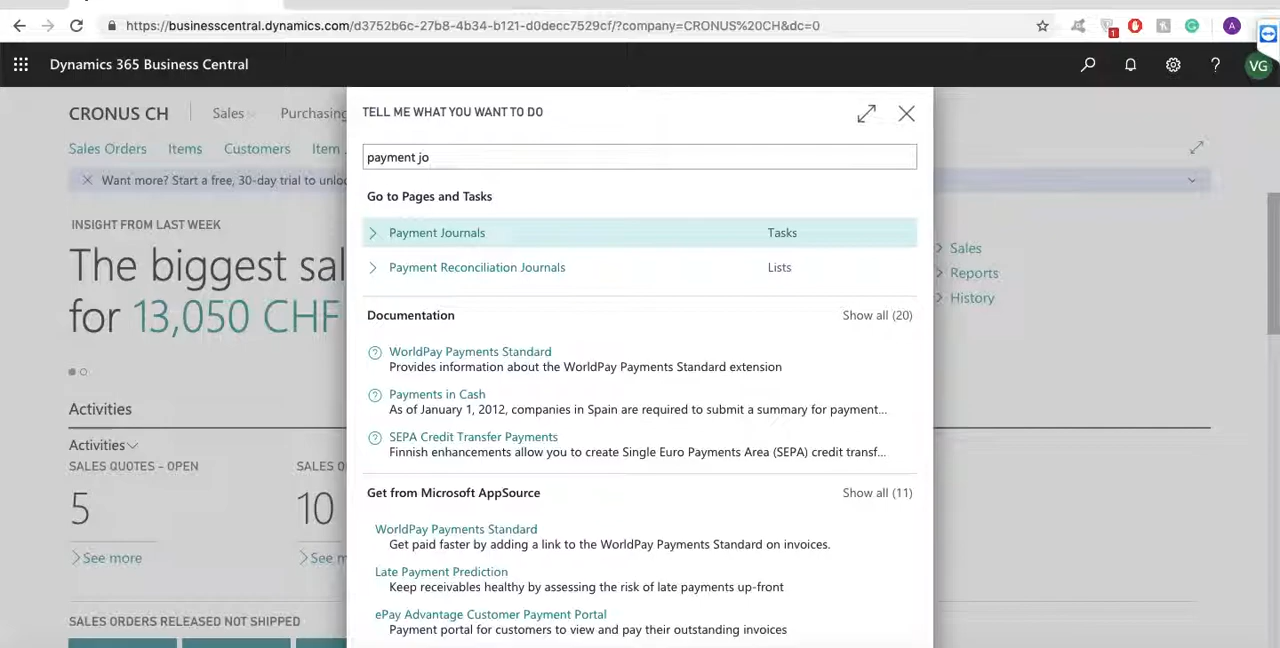 https://businesscentral.dynamics.com/d3752b6c-27b8-4b34-b121-d0decc7529cf/?company=CRONUS%20CH&dc=0
1
A
Dynamics 365 Business Central
?
VG
CRONUS CH
Sales
Purchasing
Sales Orders
Items
Customers
Item
Want more? Start a free, 30-day trial to unlo
INSIGHT FROM LAST WEEK
The biggest sal
for 13,050 CHF
Activities
Activities
SALES QUOTES - OPEN
SALES O
5
10
See more
See m
SALES ORDERS RELEASED NOT SHIPPED
TELL ME WHAT YOU WANT TO DO
payment jo
Go to Pages and Tasks
Payment Journals
Tasks
Payment Reconciliation Journals
Lists
Documentation
Show all (20)
WorldPay Payments Standard
Provides information about the WorldPay Payments Standard extension
Payments in Cash
As of January 1, 2012, companies in Spain are required to submit a summary for payment...
SEPA Credit Transfer Payments
Finnish enhancements allow you to create Single Euro Payments Area (SEPA) credit transf...
Get from Microsoft AppSource
Show all (11)
WorldPay Payments Standard
Get paid faster by adding a link to the WorldPay Payments Standard on invoices.
Late Payment Prediction
Keep receivables healthy by assessing the risk of late payments up-front
ePay Advantage Customer Payment Portal
Payment portal for customers to view and pay their outstanding invoices
Sales
Reports
History